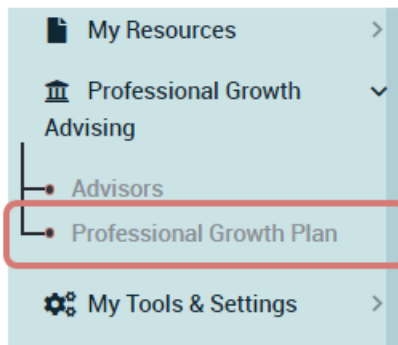 My Resources
Professional Growth
Advising
Advisors
Professional Growth Plan
My Tools & Settings